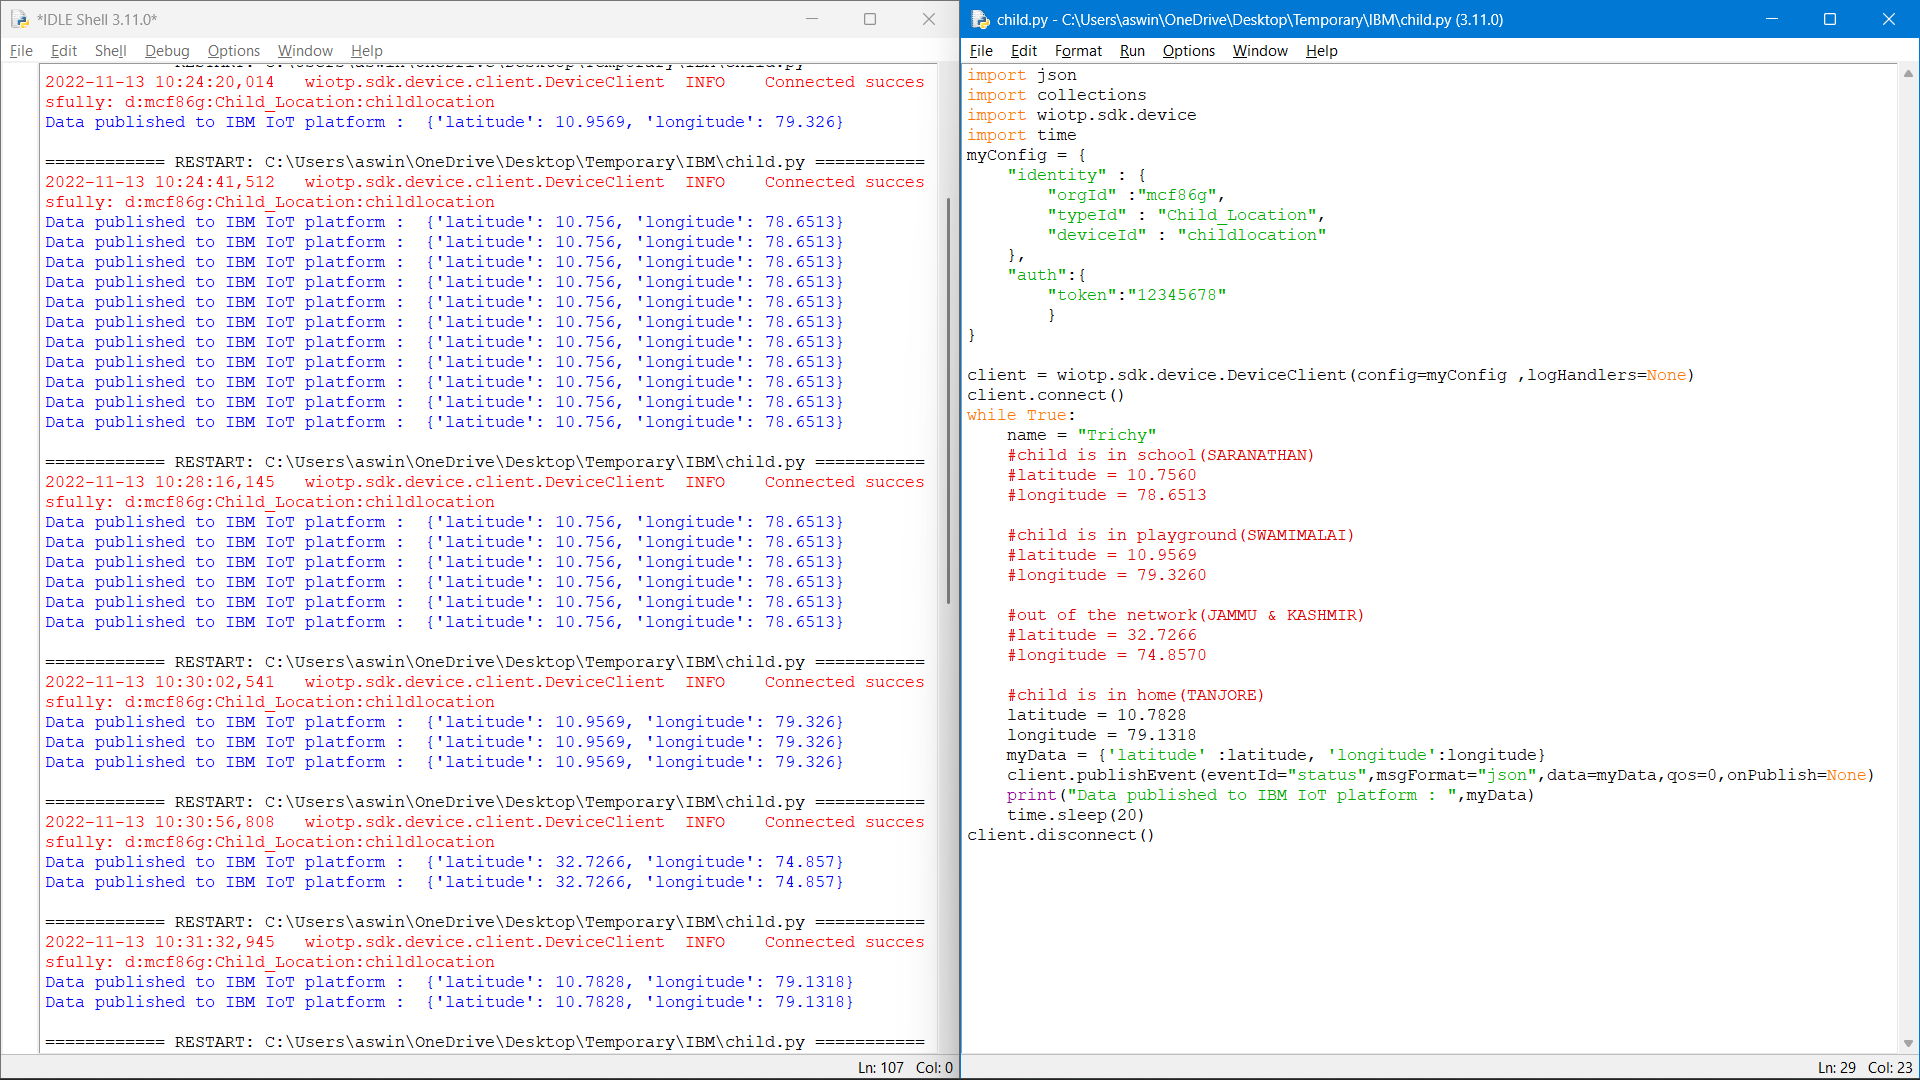 *IDLE Shell 3.11.0*
File Edit Shell Debug Options Window Help
============ RESTART: C:\Users\aswin\OneDrive\Desktop\Temporary\IBM\child.py ===========
2022-11-13 10:24:20,014   wiotp.sdk.device.client.DeviceClient  INFO    Connected succes
sfully: d:mcf86g:Child_Location:childlocation
Data published to IBM IoT platform :  {'latitude': 10.9569, 'longitude': 79.326}
============ RESTART: C:\Users\aswin\OneDrive\Desktop\Temporary\IBM\child.py ===========
2022-11-13 10:24:41,512   wiotp.sdk.device.client.DeviceClient  INFO    Connected succes
sfully: d:mcf86g:Child_Location:childlocation
Data published to IBM IoT platform :  {'latitude': 10.756, 'longitude': 78.6513}
Data published to IBM IoT platform :  {'latitude': 10.756, 'longitude': 78.6513}
Data published to IBM IoT platform :  {'latitude': 10.756, 'longitude': 78.6513}
Data published to IBM IoT platform :  {'latitude': 10.756, 'longitude': 78.6513}
Data published to IBM IoT platform :  {'latitude': 10.756, 'longitude': 78.6513}
Data published to IBM IoT platform :  {'latitude': 10.756, 'longitude': 78.6513}
Data published to IBM IoT platform :  {'latitude': 10.756, 'longitude': 78.6513}
Data published to IBM IoT platform :  {'latitude': 10.756, 'longitude': 78.6513}
Data published to IBM IoT platform :  {'latitude': 10.756, 'longitude': 78.6513}
Data published to IBM IoT platform :  {'latitude': 10.756, 'longitude': 78.6513}
Data published to IBM IoT platform :  {'latitude': 10.756, 'longitude': 78.6513}
============ RESTART: C:\Users\aswin\OneDrive\Desktop\Temporary\IBM\child.py ===========
2022-11-13 10:28:16,145   wiotp.sdk.device.client.DeviceClient  INFO    Connected succes
sfully: d:mcf86g:Child_Location:childlocation
Data published to IBM IoT platform :  {'latitude': 10.756, 'longitude': 78.6513}
Data published to IBM IoT platform :  {'latitude': 10.756, 'longitude': 78.6513}
Data published to IBM IoT platform :  {'latitude': 10.756, 'longitude': 78.6513}
Data published to IBM IoT platform :  {'latitude': 10.756, 'longitude': 78.6513}
Data published to IBM IoT platform :  {'latitude': 10.756, 'longitude': 78.6513}
Data published to IBM IoT platform :  {'latitude': 10.756, 'longitude': 78.6513}
============ RESTART: C:\Users\aswin\OneDrive\Desktop\Temporary\IBM\child.py ===========
2022-11-13 10:30:02,541   wiotp.sdk.device.client.DeviceClient  INFO    Connected succes
sfully: d:mcf86g:Child_Location:childlocation
Data published to IBM IoT platform :  {'latitude': 10.9569, 'longitude': 79.326}
Data published to IBM IoT platform :  {'latitude': 10.9569, 'longitude': 79.326}
Data published to IBM IoT platform :  {'latitude': 10.9569, 'longitude': 79.326}
============ RESTART: C:\Users\aswin\OneDrive\Desktop\Temporary\IBM\child.py ===========
2022-11-13 10:30:56,808   wiotp.sdk.device.client.DeviceClient  INFO    Connected succes
sfully: d:mcf86g:Child_Location:childlocation
Data published to IBM IoT platform :  {'latitude': 32.7266, 'longitude': 74.857}
Data published to IBM IoT platform :  {'latitude': 32.7266, 'longitude': 74.857}
============ RESTART: C:\Users\aswin\OneDrive\Desktop\Temporary\IBM\child.py ===========
2022-11-13 10:31:32,945   wiotp.sdk.device.client.DeviceClient  INFO    Connected succes
sfully: d:mcf86g:Child_Location:childlocation
Data published to IBM IoT platform :  {'latitude': 10.7828, 'longitude': 79.1318}
Data published to IBM IoT platform :  {'latitude': 10.7828, 'longitude': 79.1318}
============ RESTART: C:\Users\aswin\OneDrive\Desktop\Temporary\IBM\child.py ===========
Ln: 107 Col: 0
child.py - C:\Users\aswin\OneDrive\Desktop\Temporary\IBM\child.py (3.11.0)
File Edit Format Run Options Window Help
import json
import collections
import wiotp.sdk.device
import time
myConfig = {
    "identity" : {
        "orgId" :"mcf86g",
        "typeId" : "Child_Location",
        "deviceId" : "childlocation"
    },
    "auth":{
        "token":"12345678"
        }
}
client = wiotp.sdk.device.DeviceClient(config=myConfig ,logHandlers=None)
client.connect()
while True:
    name = "Trichy"
    #child is in school(SARANATHAN)
    #latitude = 10.7560
    #longitude = 78.6513
    #child is in playground(SWAMIMALAI)
    #latitude = 10.9569
    #longitude = 79.3260
    #out of the network(JAMMU & KASHMIR)
    #latitude = 32.7266
    #longitude = 74.8570
    #child is in home(TANJORE)
    latitude = 10.7828
    longitude = 79.1318
    myData = {'latitude' :latitude, 'longitude':longitude}
    client.publishEvent(eventId="status",msgFormat="json",data=myData,qos=0,onPublish=None)
    print("Data published to IBM IoT platform : ",myData)
    time.sleep(20)
client.disconnect()
Ln: 29 Col: 23